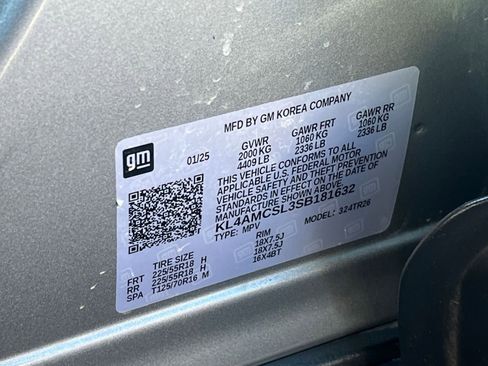 MFD BY GM KOREA COMPANY
gm
01/25
GVWR GAWR FRT GAWR RR
2000 KG 1060 KG 1060 KG
4409 LB 2336 LB 2336 LB
THIS VEHICLE CONFORMS TO ALL
APPLICABLE U.S. FEDERAL MOTOR
VEHICLE SAFETY AND THEFT PREVENTION
STANDARDS IN EFFECT ON THE DATE OF
MANUFACTURE SHOWN ABOVE
KL4AMCSL3SB181632
TYPE: MPV MODEL: 324TR26
TIRE SIZE RIM
FRT 225/55R18 H 18X7.5J
RR 225/55R18 H 18X7.5J
SPA T125/70R16 M 16X4BT